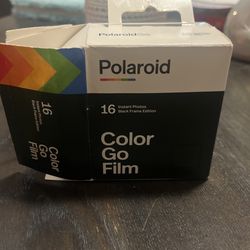 Polaroid
16
Instant Photos
Black Frame Edition
Color
Go
Film
16
Color
Go
Film